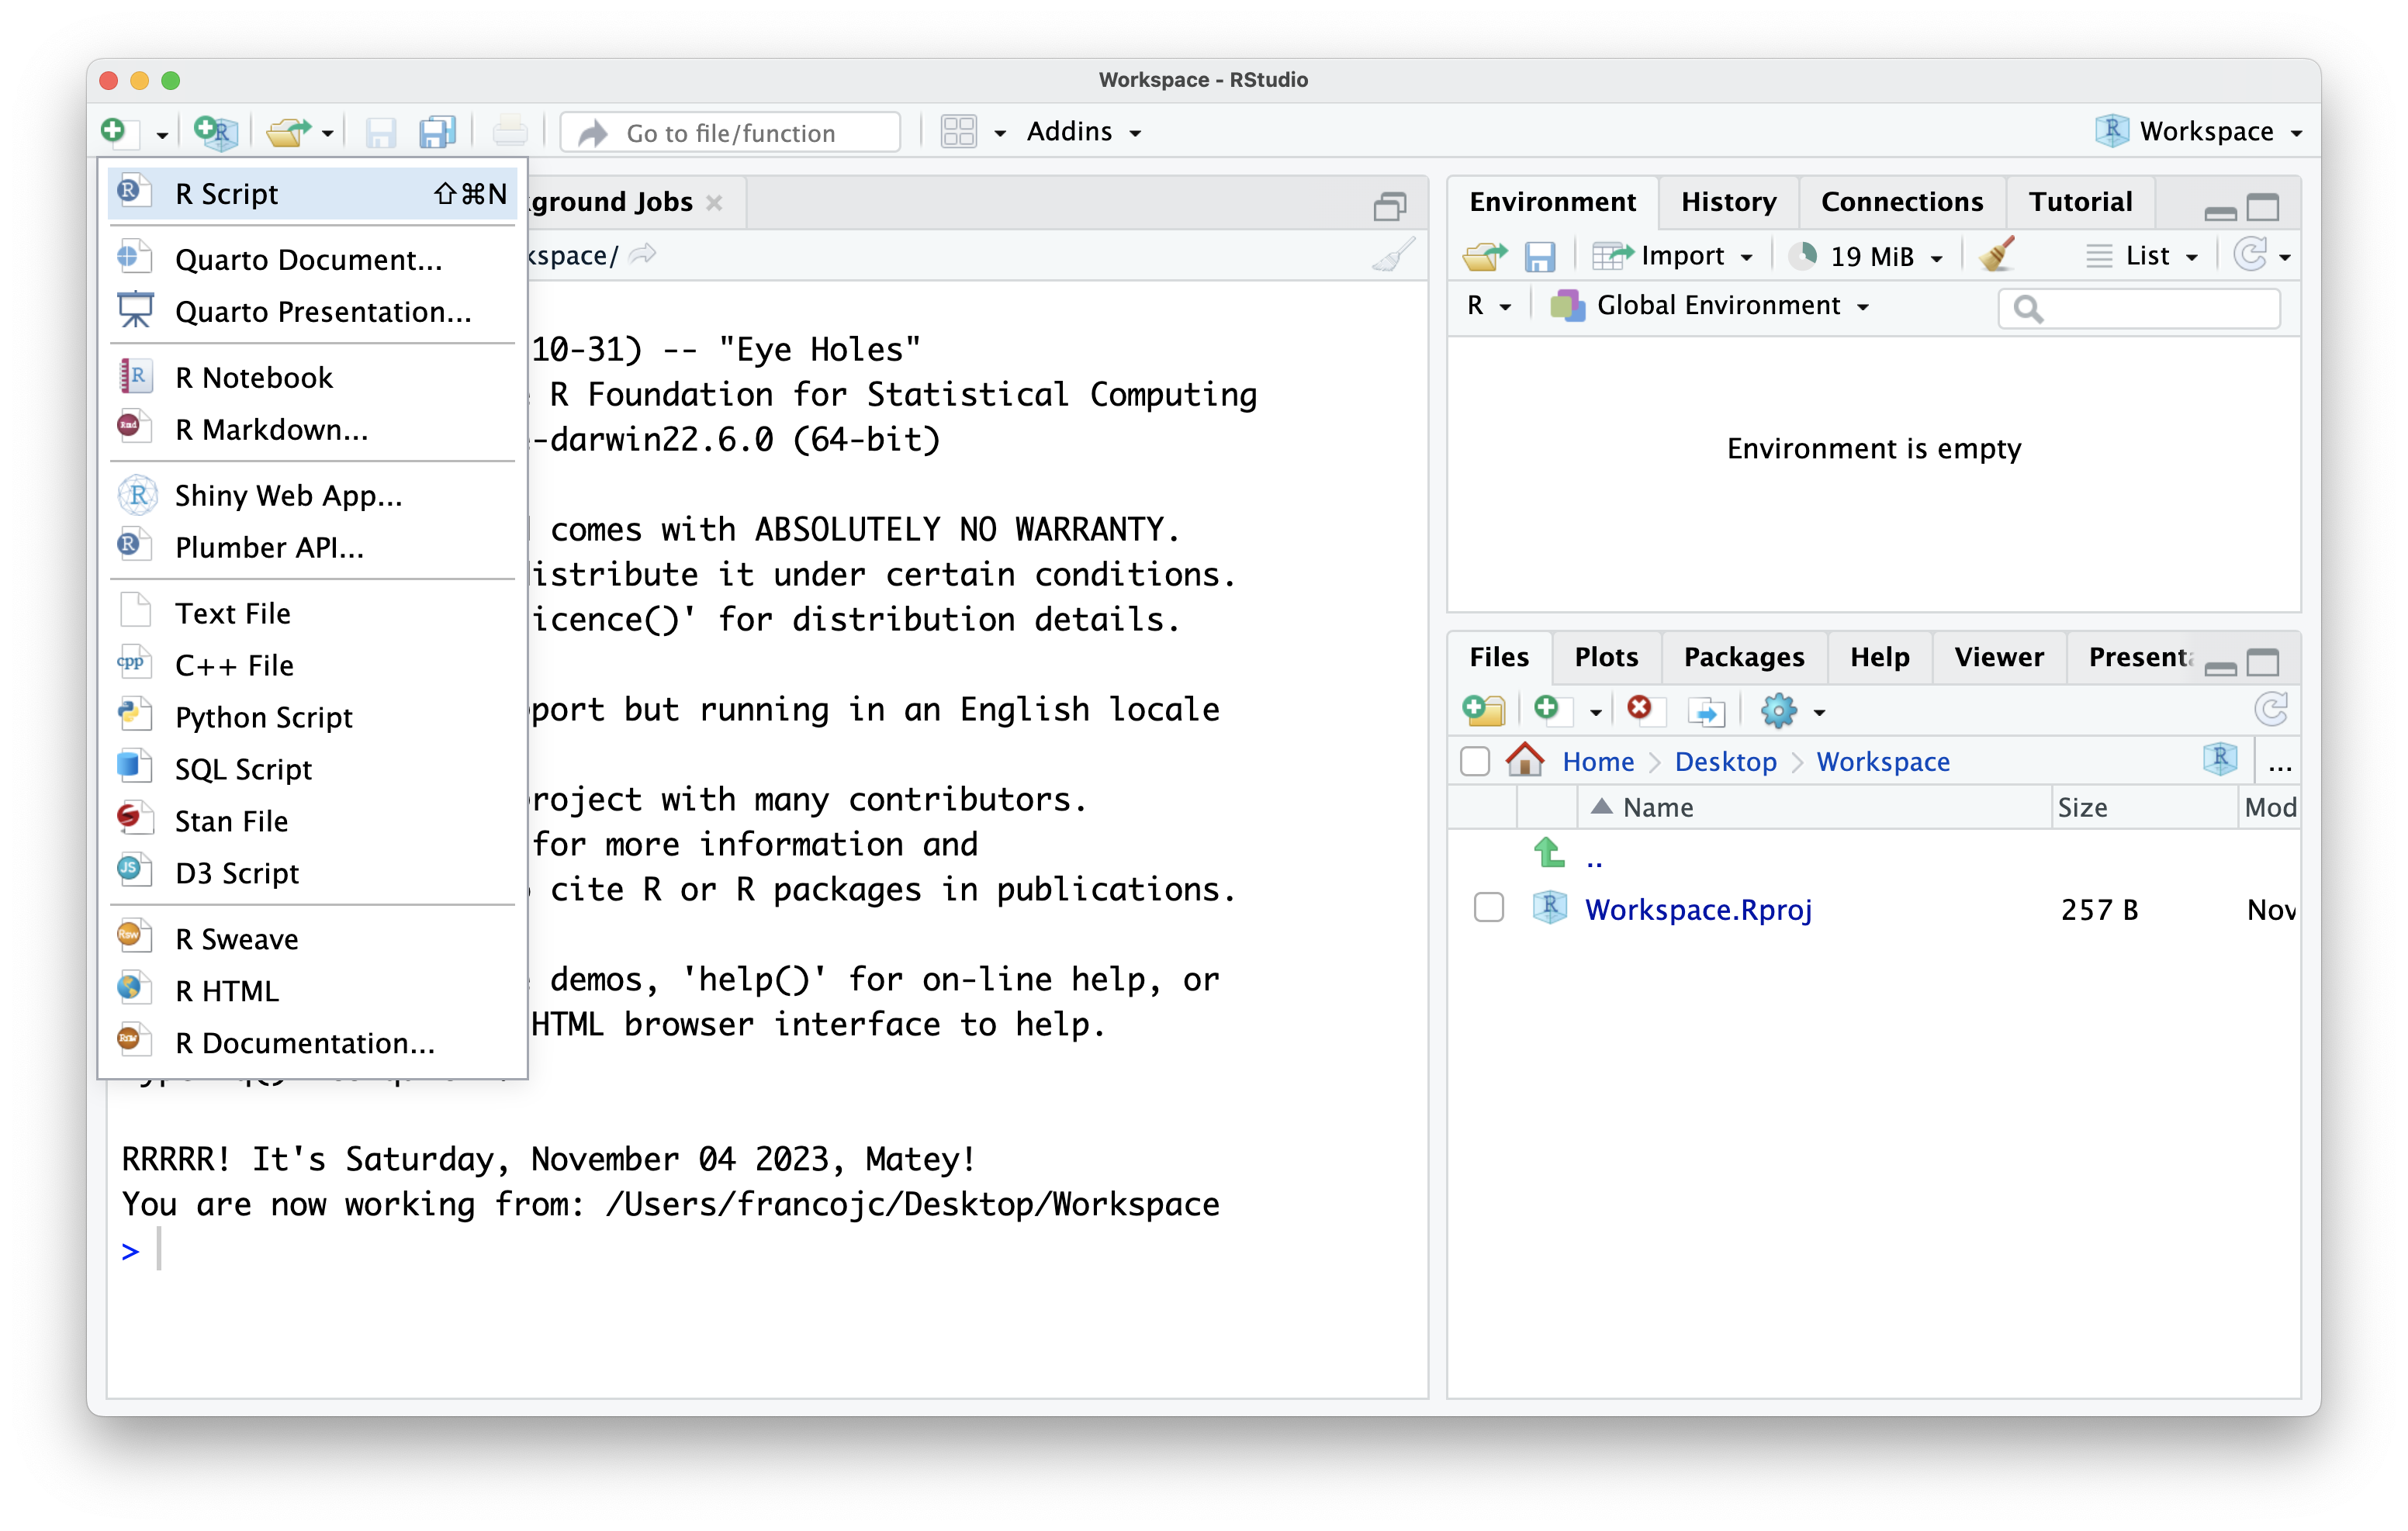 Workspace - RStudio
Go to file/function
Addins
Workspace
R Script ⇧⌘N
Quarto Document...
Quarto Presentation...
R Notebook
R Markdown...
Shiny Web App...
Plumber API...
Text File
C++ File
Python Script
SQL Script
Stan File
D3 Script
R Sweave
R HTML
R Documentation...
ground Jobs
kspace/
10-31) -- "Eye Holes"
R Foundation for Statistical Computing
-darwin22.6.0 (64-bit)
comes with ABSOLUTELY NO WARRANTY.
istribute it under certain conditions.
icence()' for distribution details.
port but running in an English locale
roject with many contributors.
for more information and
cite R or R packages in publications.
demos, 'help()' for on-line help, or
HTML browser interface to help.
RRRRR! It's Saturday, November 04 2023, Matey!
You are now working from: /Users/francojc/Desktop/Workspace
>
Environment History Connections Tutorial
Import 19 MiB List
R Global Environment
Environment is empty
Files Plots Packages Help Viewer Present
Home Desktop Workspace ...
Name Size Mod
..
Workspace.Rproj 257 B Nov